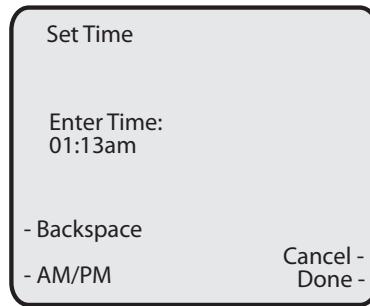 Set Time
Enter Time:
01:13am
- Backspace
Cancel -
- AM/PM
Done -